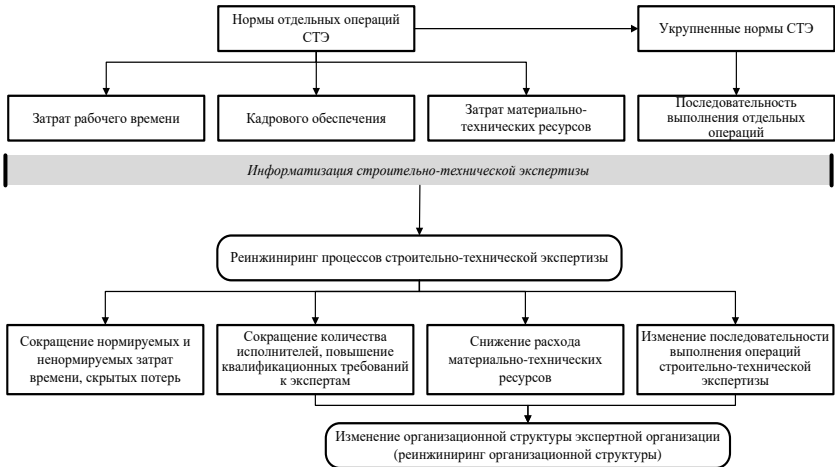 Нормы отдельных операций
СТЭ
Укрупненные нормы СТЭ
Затрат рабочего времени
Кадрового обеспечения
Затрат материально-
технических ресурсов
Последовательность
выполнения отдельных
операций
Информатизация строительно-технической экспертизы
Реинжиниринг процессов строительно-технической экспертизы
Сокращение нормируемых и
ненормируемых затрат
времени, скрытых потерь
Сокращение количества
исполнителей, повышение
квалификационных требований
к экспертам
Снижение расхода
материально-технических
ресурсов
Изменение последовательности
выполнения операций
строительно-технической
экспертизы
Изменение организационной структуры экспертной организации
(реинжиниринг организационной структуры)